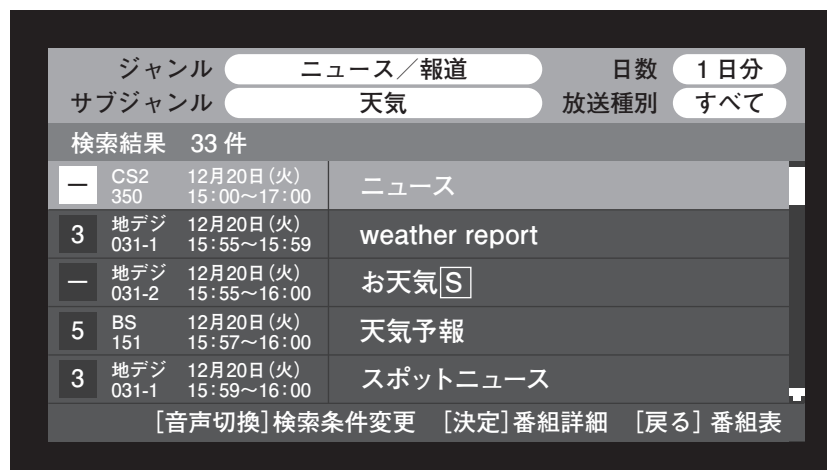 ジャンル ニュース／報道 日数 1日分
サブジャンル 天気 放送種別 すべて
検索結果 33件
ー CS2 350 12月20日(火) 15:00～17:00 ニュース
3 地デジ 031-1 12月20日(火) 15:55～15:59 weather report
ー 地デジ 031-2 12月20日(火) 15:55～16:00 お天気S
5 BS 151 12月20日(火) 15:57～16:00 天気予報
3 地デジ 031-1 12月20日(火) 15:59～16:00 スポットニュース
[音声切換]検索条件変更 [決定]番組詳細 [戻る]番組表